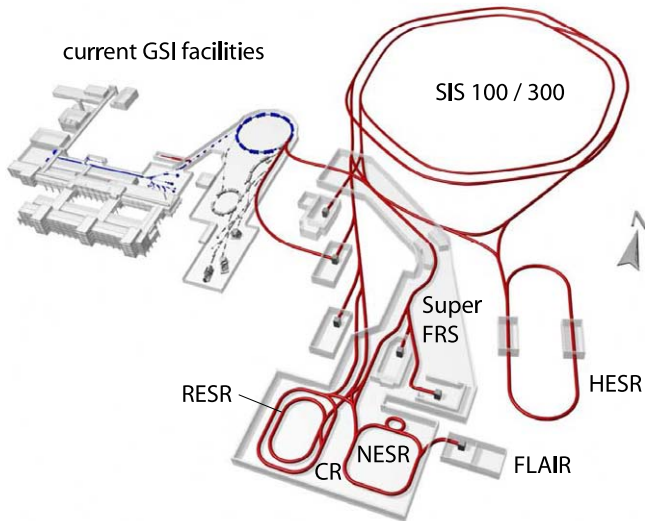 current GSI facilities
SIS 100 / 300
Super
FRS
HESR
RESR
CR
NESR
FLAIR